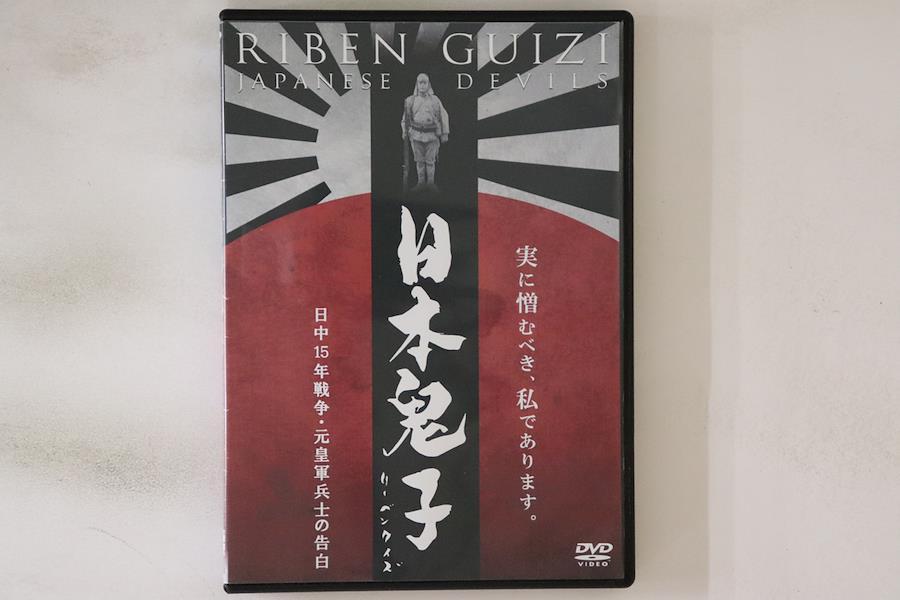 RIBEN GUIZI
JAPANESE DEVILS
日本鬼子
リーベンクイズ
実に憎むべき、私であります。
日中15年戦争・元皇軍兵士の告白
DVD
VIDEO